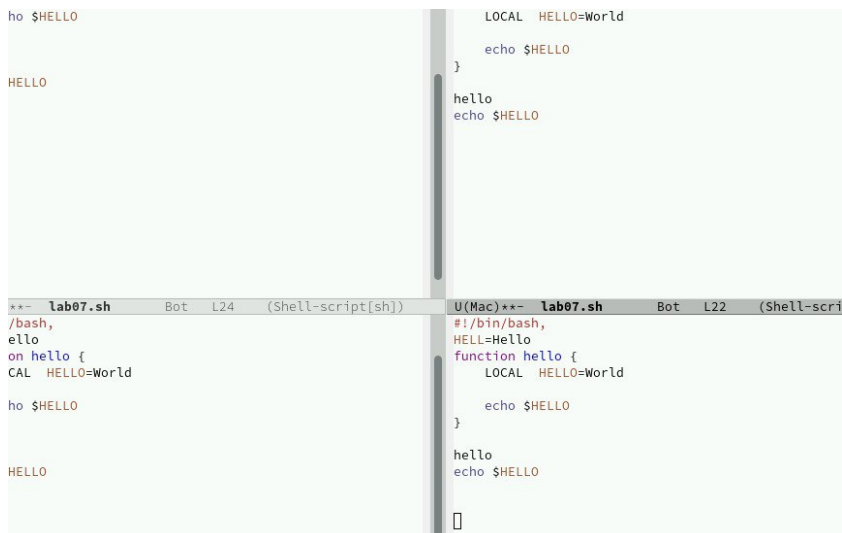 ho $HELLO
HELLO
LOCAL  HELLO=World
echo $HELLO
}
hello
echo $HELLO
**-  lab07.sh       Bot   L24    (Shell-script[sh])
U(Mac)**-  lab07.sh       Bot   L22    (Shell-scri
/bash,
ello
on hello {
CAL  HELLO=World
ho $HELLO
HELLO
#!/bin/bash,
HELL=Hello
function hello {
LOCAL  HELLO=World
echo $HELLO
}
hello
echo $HELLO